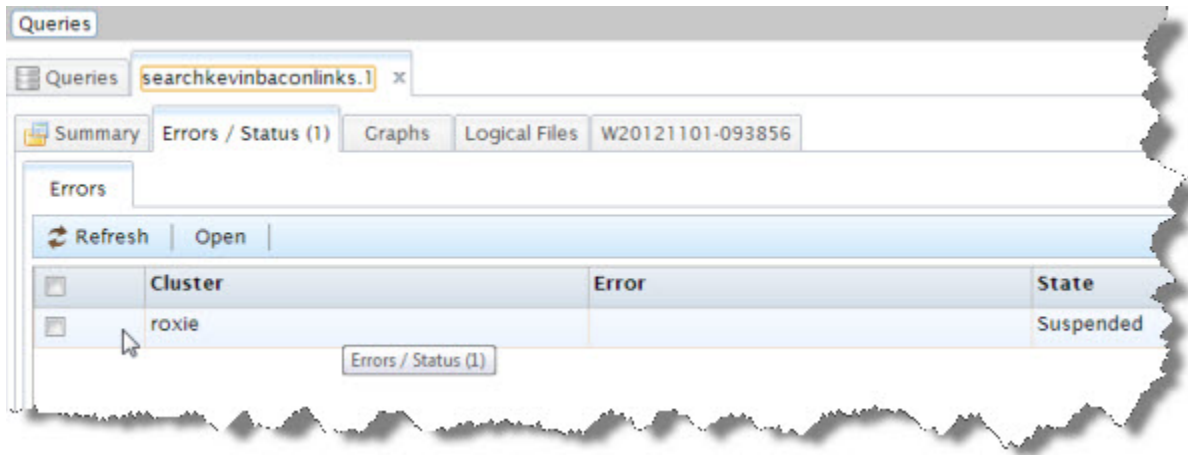 Queries
Queries searchkevinbaconlinks.1 x
Summary Errors / Status (1) Graphs Logical Files W20121101-093856
Errors
Refresh Open
Cluster Error State
roxie Suspended
Errors / Status (1)